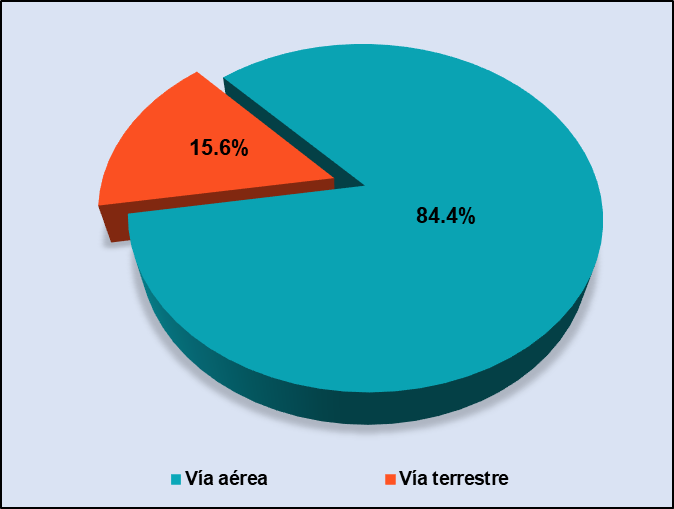 15.6%
84.4%
Vía aérea
Vía terrestre